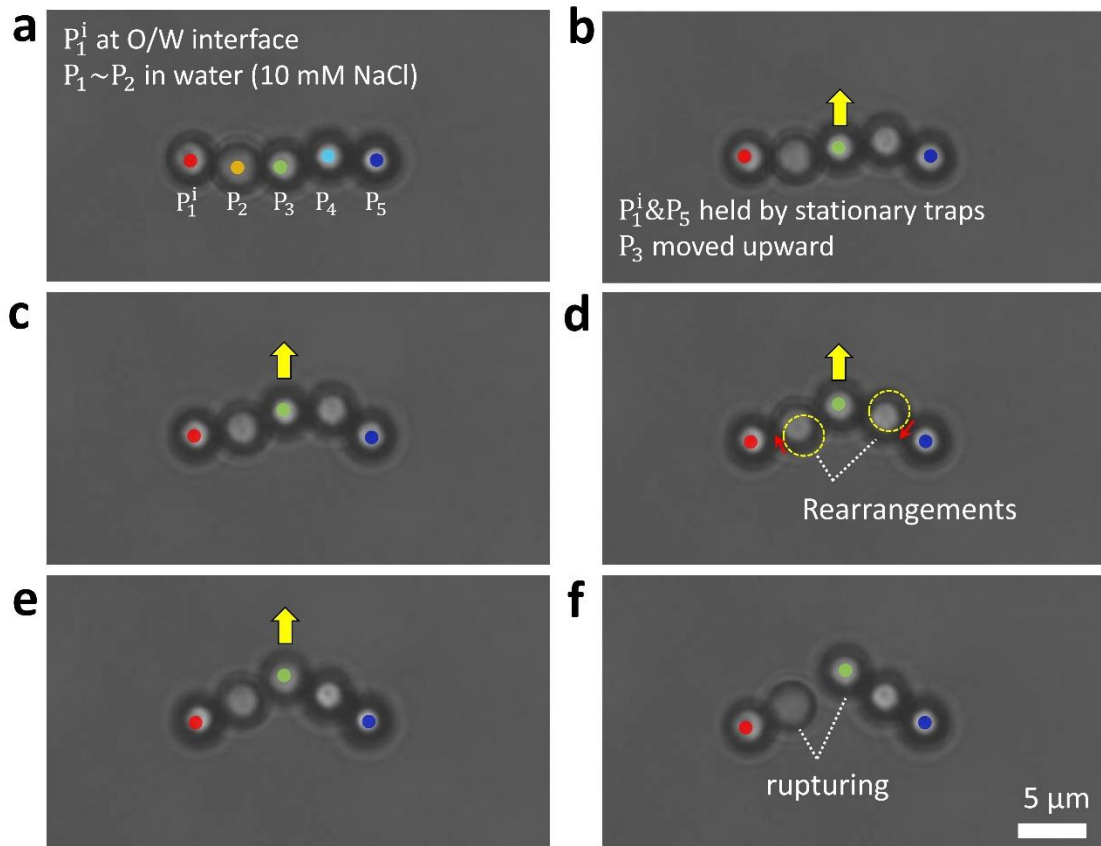 a
P₁ⁱ at O/W interface
P₁~P₂ in water (10 mM NaCl)
P₁ⁱ P₂ P₃ P₄ P₅
b
P₁ⁱ&P₅ held by stationary traps
P₃ moved upward
c
d
Rearrangements
e
f
rupturing
5 μm